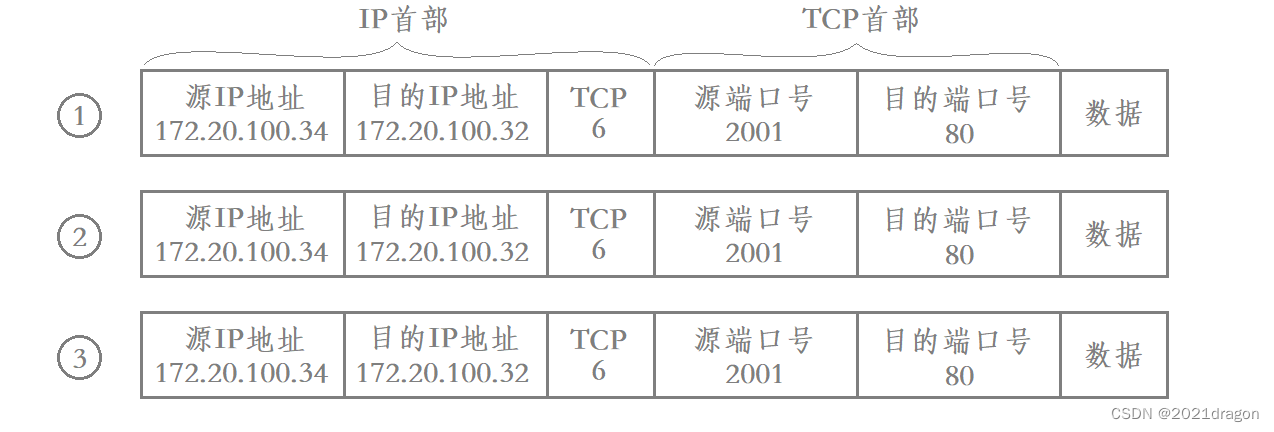 IP首部 TCP首部
① 源IP地址 目的IP地址 TCP 源端口号 目的端口号 数据
172.20.100.34 172.20.100.32 6 2001 80
② 源IP地址 目的IP地址 TCP 源端口号 目的端口号 数据
172.20.100.34 172.20.100.32 6 2001 80
③ 源IP地址 目的IP地址 TCP 源端口号 目的端口号 数据
172.20.100.34 172.20.100.32 6 2001 80
CSDN @2021dragon